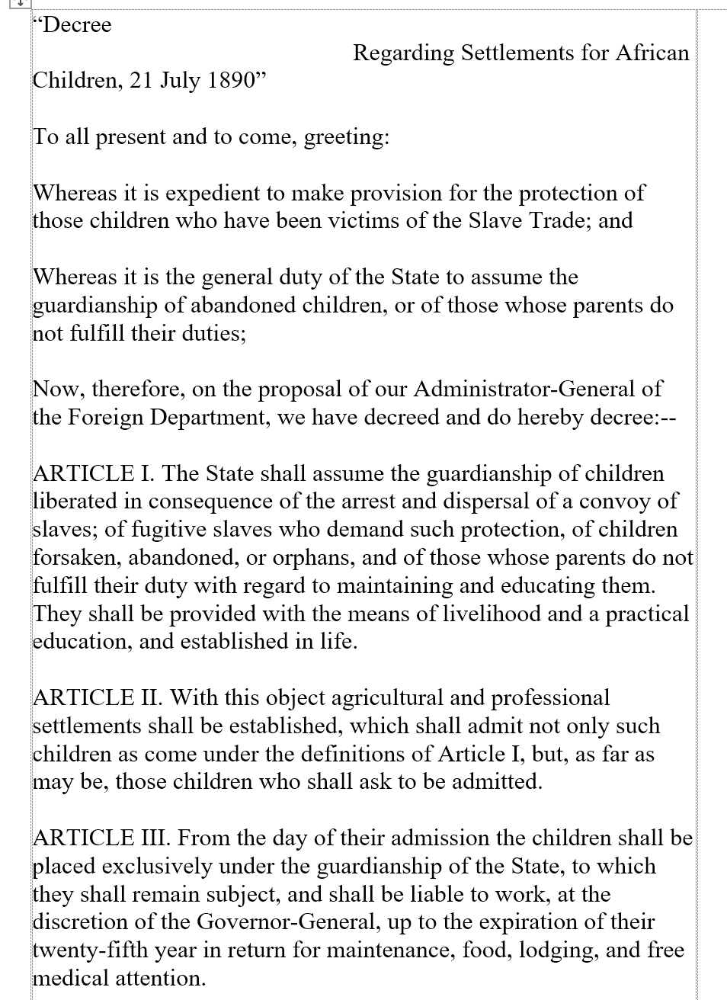 “Decree
Regarding Settlements for African
Children, 21 July 1890”
To all present and to come, greeting:
Whereas it is expedient to make provision for the protection of
those children who have been victims of the Slave Trade; and
Whereas it is the general duty of the State to assume the
guardianship of abandoned children, or of those whose parents do
not fulfill their duties;
Now, therefore, on the proposal of our Administrator-General of
the Foreign Department, we have decreed and do hereby decree:--
ARTICLE I. The State shall assume the guardianship of children
liberated in consequence of the arrest and dispersal of a convoy of
slaves; of fugitive slaves who demand such protection, of children
forsaken, abandoned, or orphans, and of those whose parents do not
fulfill their duty with regard to maintaining and educating them.
They shall be provided with the means of livelihood and a practical
education, and established in life.
ARTICLE II. With this object agricultural and professional
settlements shall be established, which shall admit not only such
children as come under the definitions of Article I, but, as far as
may be, those children who shall ask to be admitted.
ARTICLE III. From the day of their admission the children shall be
placed exclusively under the guardianship of the State, to which
they shall remain subject, and shall be liable to work, at the
discretion of the Governor-General, up to the expiration of their
twenty-fifth year in return for maintenance, food, lodging, and free
medical attention.